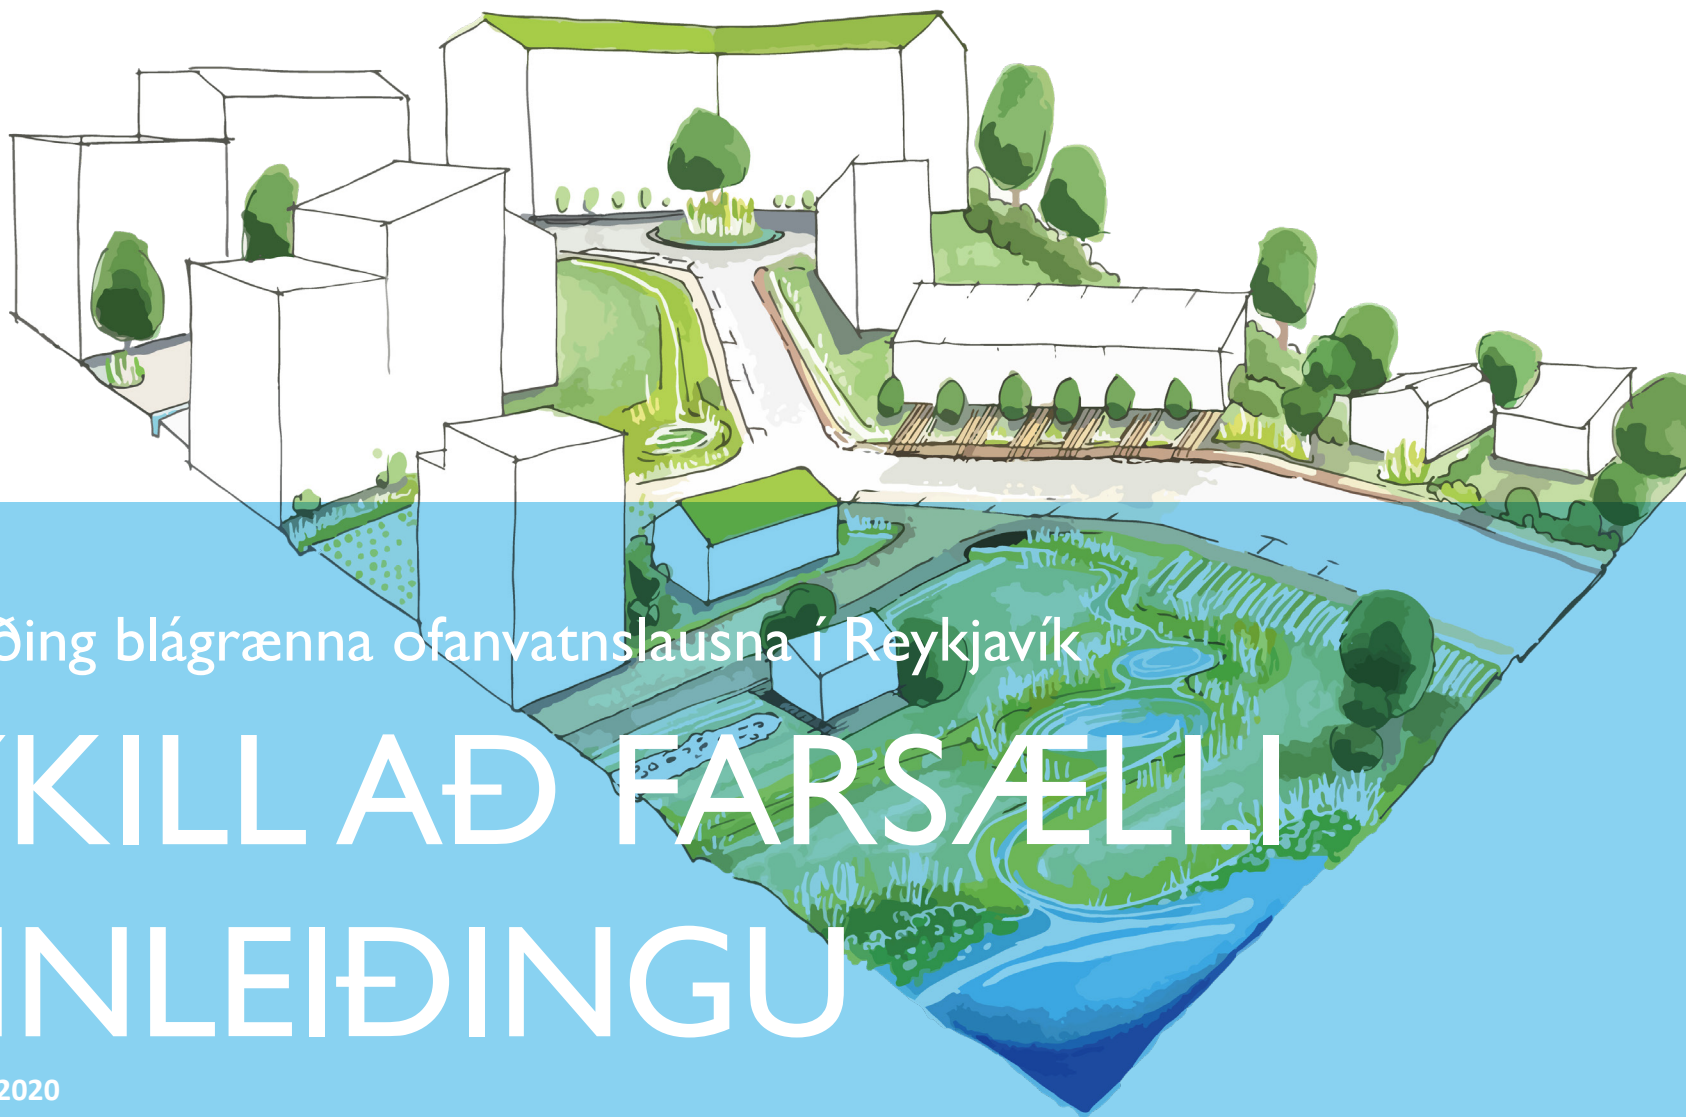 ðing blágrænna ofanvatnslausna í Reykjavík
KILL AÐ FARSÆLLI
NLEIÐINGU
2020